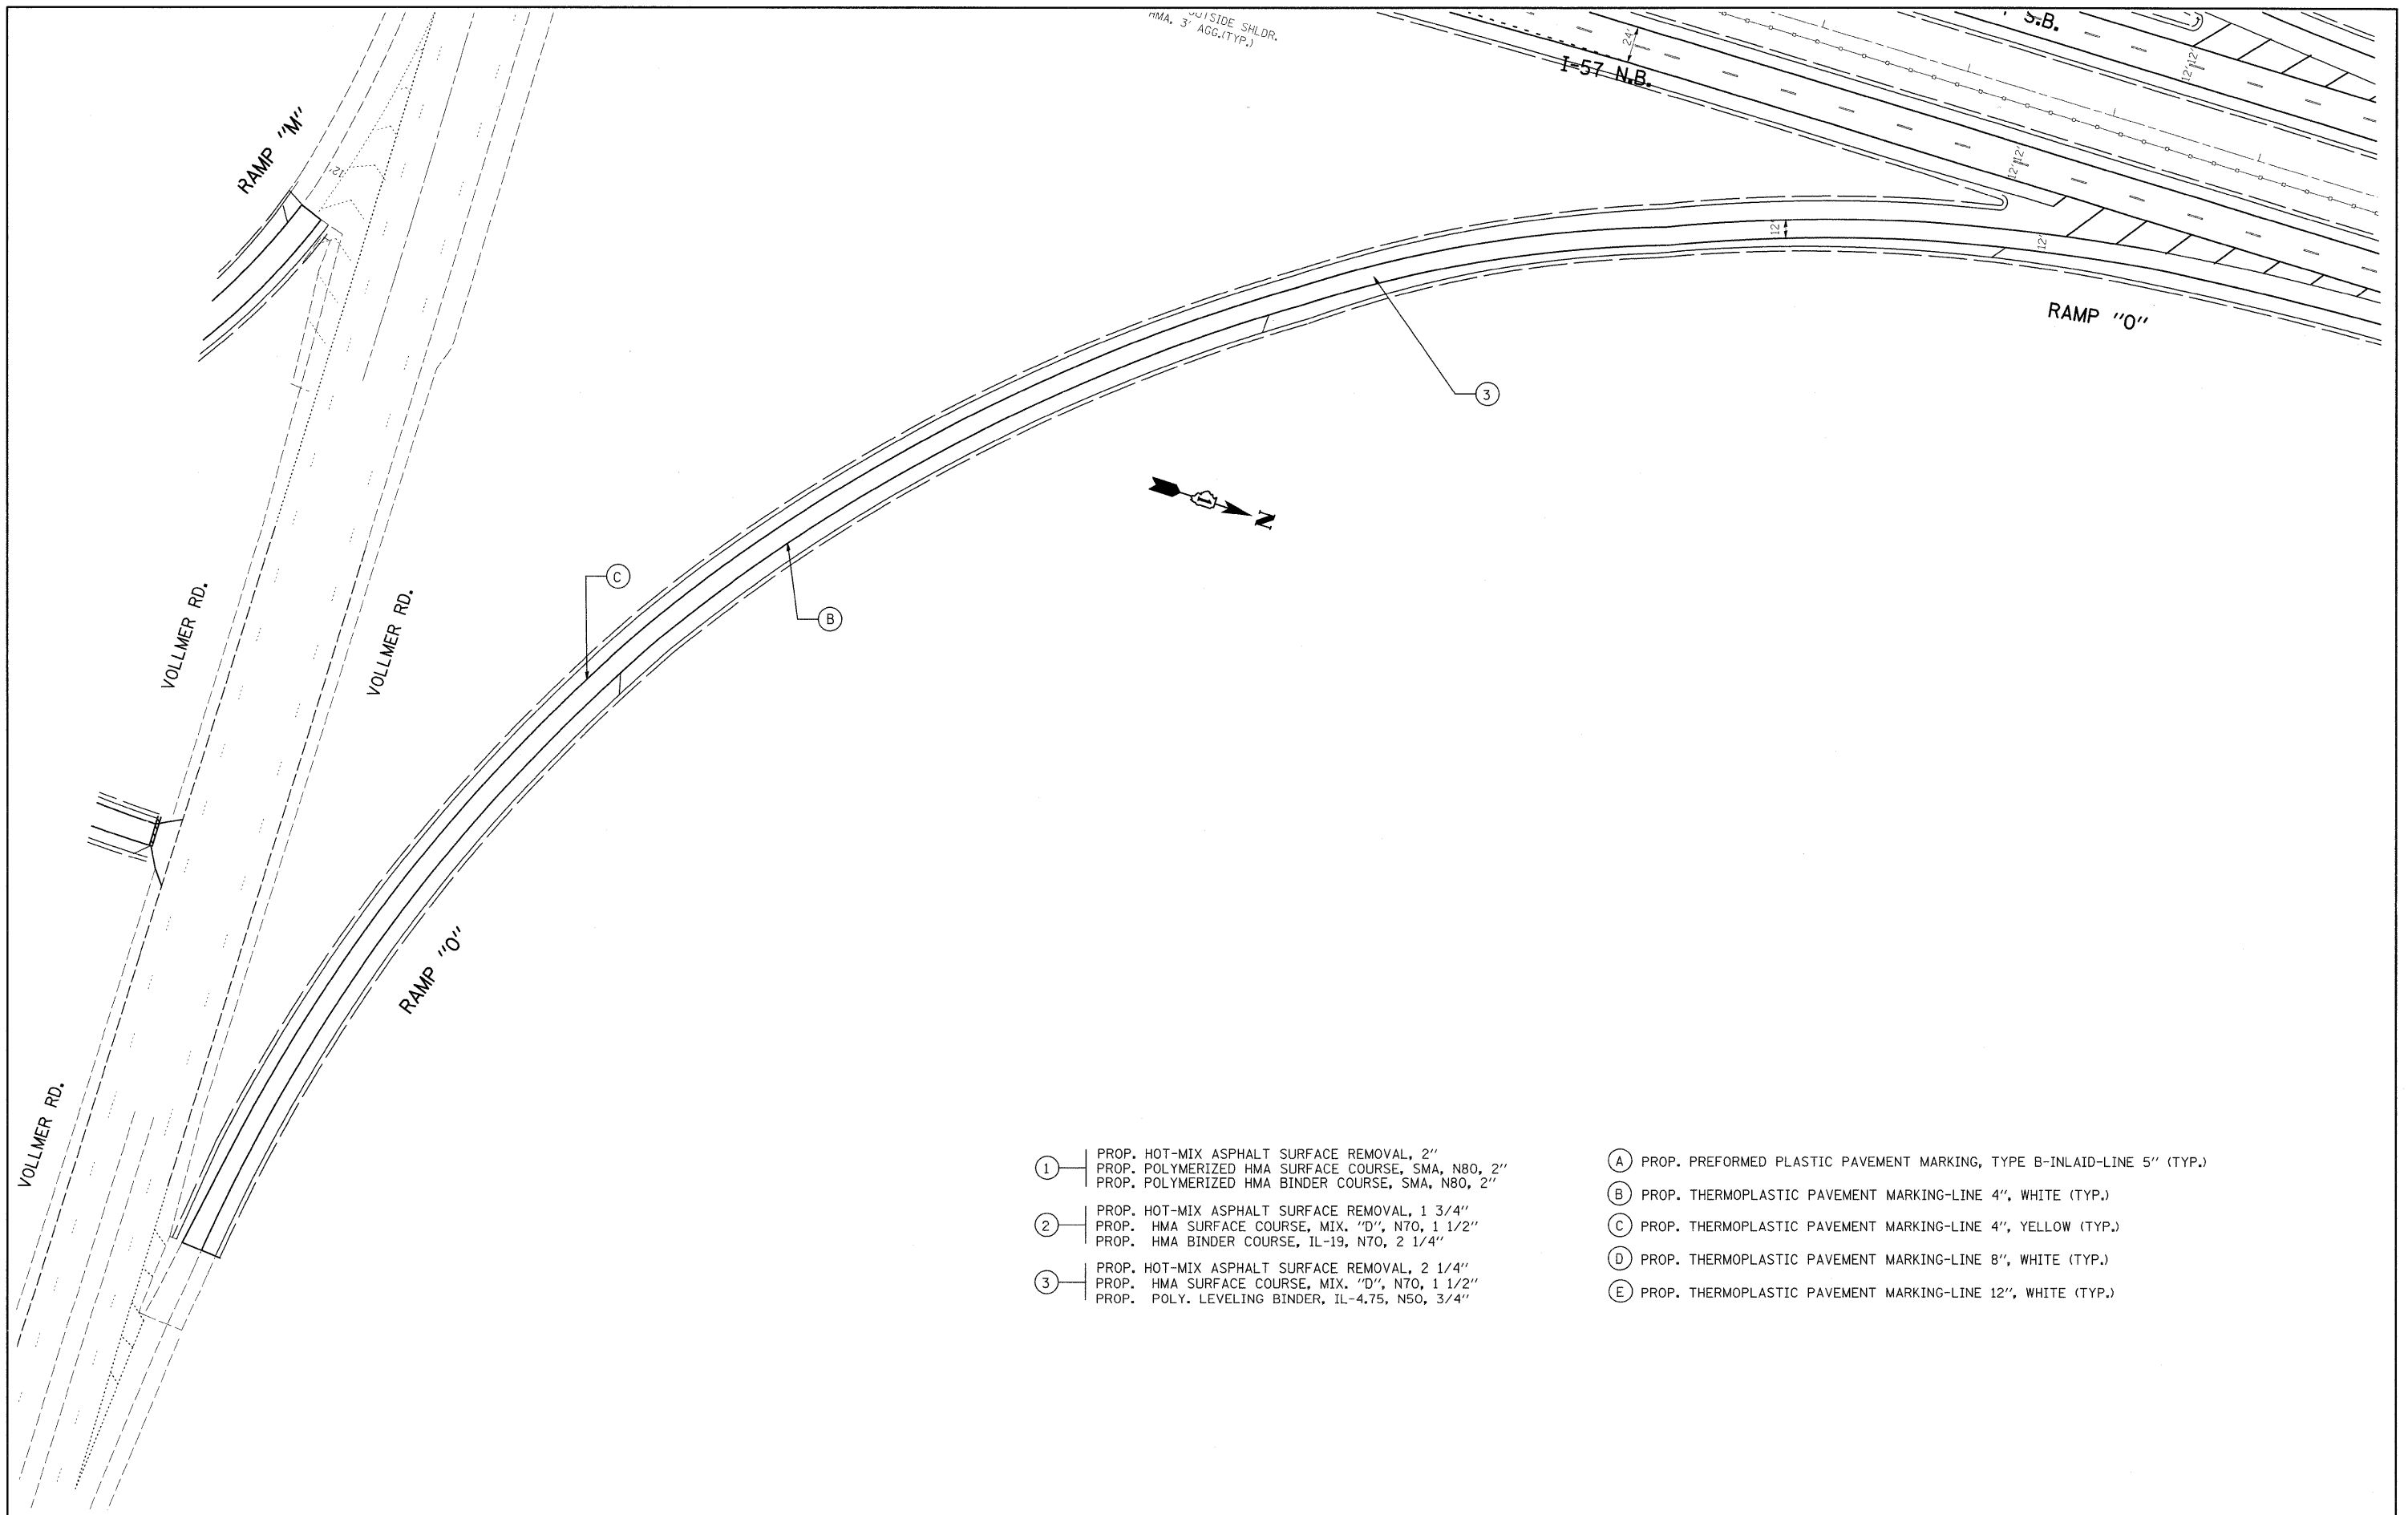 OUTSIDE SHLDR.
HMA. 3' AGG.(TYP.)
S.B.
24'
I-57 N.B.
12' 12'
RAMP "M"
12'
12' 12'
12'
12'
RAMP "O"
3
N
C
B
VOLLMER RD.
VOLLMER RD.
RAMP "O"
VOLLMER RD.
1
PROP. HOT-MIX ASPHALT SURFACE REMOVAL, 2"
PROP. POLYMERIZED HMA SURFACE COURSE, SMA, N80, 2"
PROP. POLYMERIZED HMA BINDER COURSE, SMA, N80, 2"
2
PROP. HOT-MIX ASPHALT SURFACE REMOVAL, 1 3/4"
PROP. HMA SURFACE COURSE, MIX. "D", N70, 1 1/2"
PROP. HMA BINDER COURSE, IL-19, N70, 2 1/4"
3
PROP. HOT-MIX ASPHALT SURFACE REMOVAL, 2 1/4"
PROP. HMA SURFACE COURSE, MIX. "D", N70, 1 1/2"
PROP. POLY. LEVELING BINDER, IL-4.75, N50, 3/4"
A PROP. PREFORMED PLASTIC PAVEMENT MARKING, TYPE B-INLAID-LINE 5" (TYP.)
B PROP. THERMOPLASTIC PAVEMENT MARKING-LINE 4", WHITE (TYP.)
C PROP. THERMOPLASTIC PAVEMENT MARKING-LINE 4", YELLOW (TYP.)
D PROP. THERMOPLASTIC PAVEMENT MARKING-LINE 8", WHITE (TYP.)
E PROP. THERMOPLASTIC PAVEMENT MARKING-LINE 12", WHITE (TYP.)